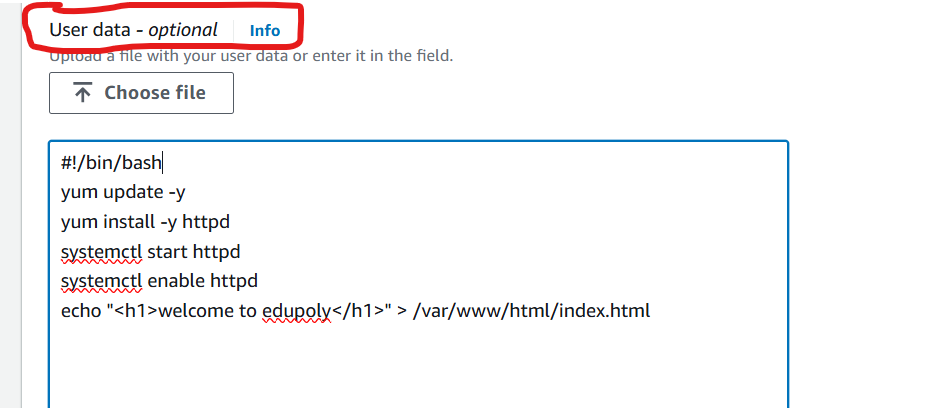 User data - optional Info
Upload a file with your user data or enter it in the field.
Choose file
#!/bin/bash
yum update -y
yum install -y httpd
systemctl start httpd
systemctl enable httpd
echo "<h1>welcome to edupoly</h1>" > /var/www/html/index.html